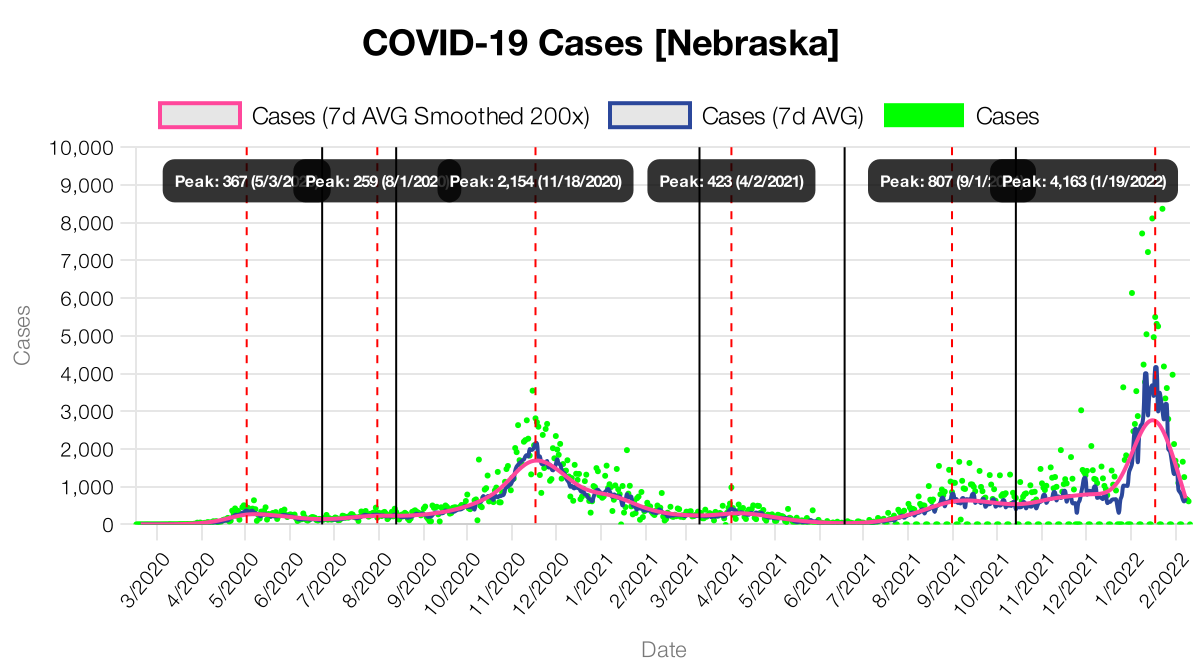 COVID-19 Cases [Nebraska]
Cases (7d AVG Smoothed 200x)
Cases (7d AVG)
Cases
10,000
9,000
8,000
7,000
6,000
5,000
4,000
3,000
2,000
1,000
0
Cases
Peak: 367 (5/3/20
Peak: 259 (8/1/202
Peak: 2,154 (11/18/2020)
Peak: 423 (4/2/2021)
Peak: 807 (9/1/2
Peak: 4,163 (1/19/2022)
3/2020
4/2020
5/2020
6/2020
7/2020
8/2020
9/2020
10/2020
11/2020
12/2020
1/2021
2/2021
3/2021
4/2021
5/2021
6/2021
7/2021
8/2021
9/2021
10/2021
11/2021
12/2021
1/2022
2/2022
Date